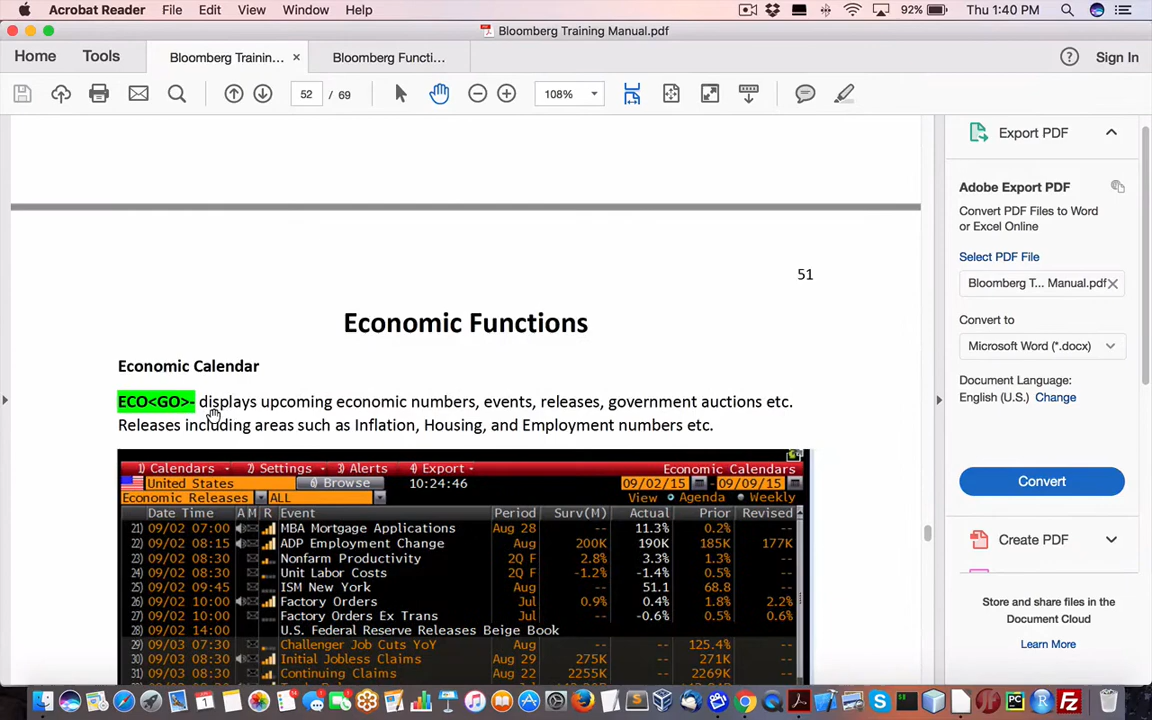 Acrobat Reader File Edit View Window Help 92% Thu 1:40 PM
Bloomberg Training Manual.pdf
Home Tools Bloomberg Trainin... × Bloomberg Functi... ? Sign In
52 / 69 108%
Export PDF
Adobe Export PDF
Convert PDF Files to Word
or Excel Online
Select PDF File
Bloomberg T... Manual.pdf
Convert to
Microsoft Word (*.docx)
Document Language:
English (U.S.) Change
Convert
Create PDF
Store and share files in the
Document Cloud
Learn More
51
Economic Functions
Economic Calendar
ECO<GO>- displays upcoming economic numbers, events, releases, government auctions etc.
Releases including areas such as Inflation, Housing, and Employment numbers etc.
1) Calendars 2) Settings 3) Alerts 4) Export Economic Calendars
United States Browse 10:24:46 09/02/15 - 09/09/15
Economic Releases ALL View Agenda Weekly
Date Time A M R Event Period Surv(M) Actual Prior Revised
21) 09/02 07:00 MBA Mortgage Applications Aug 28 -- 11.3% 0.2% --
22) 09/02 08:15 ADP Employment Change Aug 200K 190K 185K 177K
23) 09/02 08:30 Nonfarm Productivity 2Q F 2.8% 3.3% 1.3% --
24) 09/02 08:30 Unit Labor Costs 2Q F -1.2% -1.4% 0.5% --
25) 09/02 09:45 ISM New York Aug -- 51.1 68.8 --
26) 09/02 10:00 Factory Orders Jul 0.9% 0.4% 1.8% 2.2%
27) 09/02 10:00 Factory Orders Ex Trans Jul -- -0.6% 0.5% 0.6%
28) 09/02 14:00 U.S. Federal Reserve Releases Beige Book
29) 09/03 07:30 Challenger Job Cuts YoY Aug -- -- 125.4% --
30) 09/03 08:30 Initial Jobless Claims Aug 29 275K -- 271K --
31) 09/03 08:30 Continuing Claims Aug 22 2255K -- 2269K --